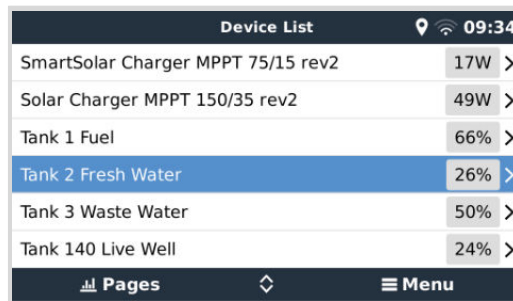 Device List 09:34
SmartSolar Charger MPPT 75/15 rev2 17W
Solar Charger MPPT 150/35 rev2 49W
Tank 1 Fuel 66%
Tank 2 Fresh Water 26%
Tank 3 Waste Water 50%
Tank 140 Live Well 24%
Pages Menu